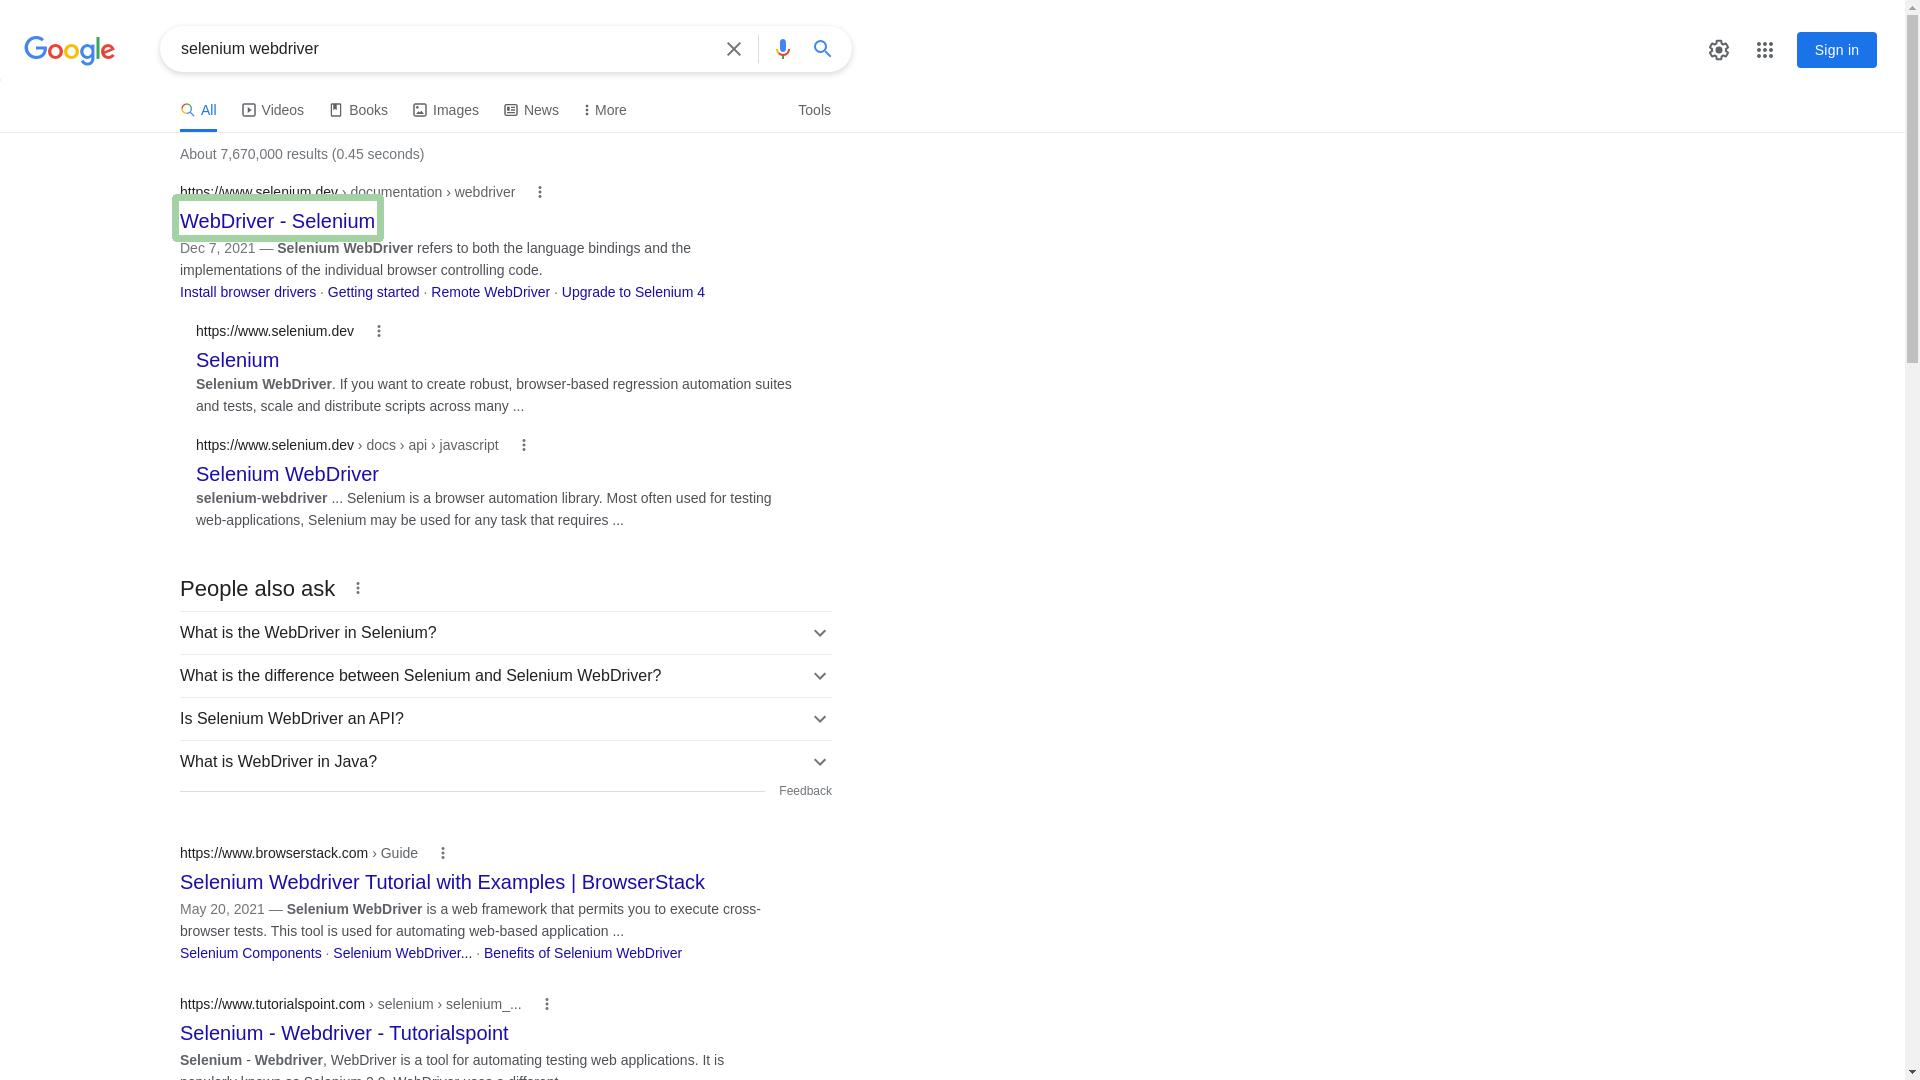 Google
selenium webdriver
Sign in
All Videos Books Images News More Tools
About 7,670,000 results (0.45 seconds)
https://www.selenium.dev › documentation › webdriver
WebDriver - Selenium
Dec 7, 2021 — Selenium WebDriver refers to both the language bindings and the
implementations of the individual browser controlling code.
Install browser drivers · Getting started · Remote WebDriver · Upgrade to Selenium 4
https://www.selenium.dev
Selenium
Selenium WebDriver. If you want to create robust, browser-based regression automation suites
and tests, scale and distribute scripts across many ...
https://www.selenium.dev › docs › api › javascript
Selenium WebDriver
selenium-webdriver ... Selenium is a browser automation library. Most often used for testing
web-applications, Selenium may be used for any task that requires ...
People also ask
What is the WebDriver in Selenium?
What is the difference between Selenium and Selenium WebDriver?
Is Selenium WebDriver an API?
What is WebDriver in Java?
Feedback
https://www.browserstack.com › Guide
Selenium Webdriver Tutorial with Examples | BrowserStack
May 20, 2021 — Selenium WebDriver is a web framework that permits you to execute cross-
browser tests. This tool is used for automating web-based application ...
Selenium Components · Selenium WebDriver... · Benefits of Selenium WebDriver
https://www.tutorialspoint.com › selenium › selenium_...
Selenium - Webdriver - Tutorialspoint
Selenium - Webdriver, WebDriver is a tool for automating testing web applications. It is
popularly known as Selenium 2.0. WebDriver uses a different